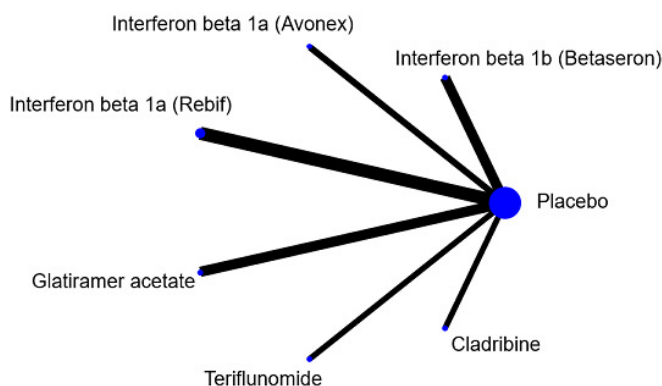 Interferon beta 1a (Avonex)
Interferon beta 1b (Betaseron)
Interferon beta 1a (Rebif)
Placebo
Glatiramer acetate
Cladribine
Teriflunomide